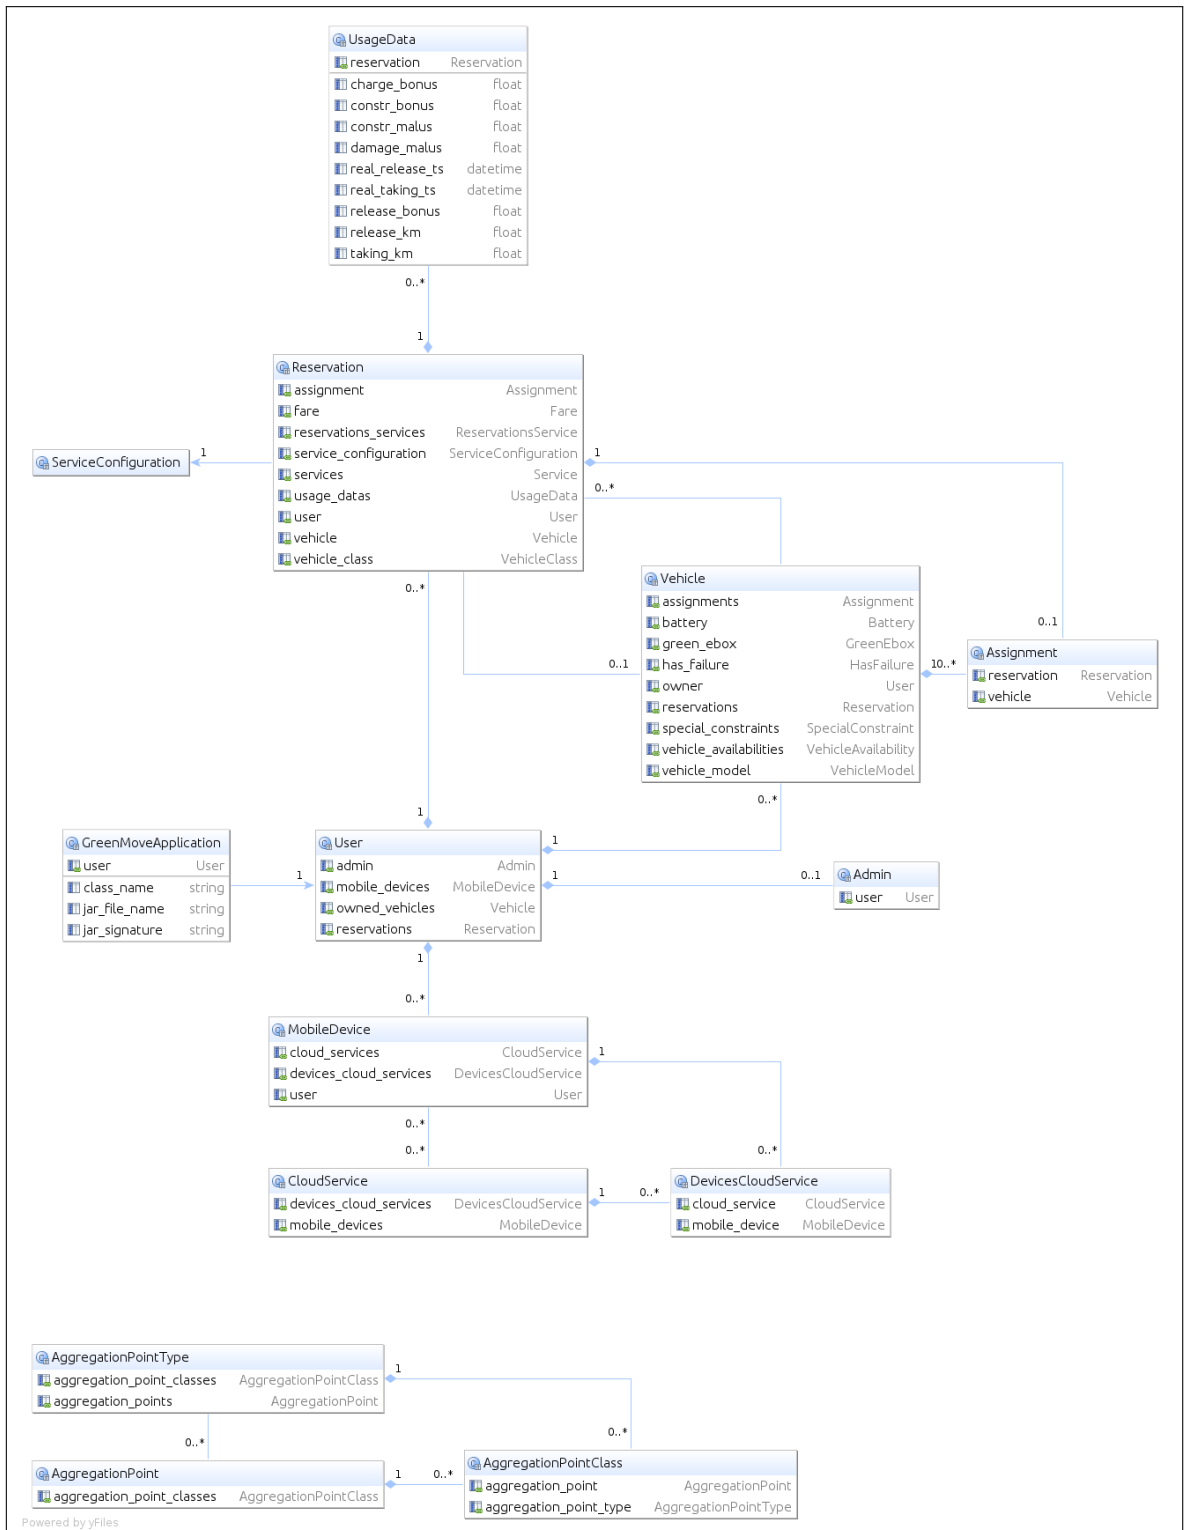 UsageData
reservation Reservation
charge_bonus float
constr_bonus float
constr_malus float
damage_malus float
real_release_ts datetime
real_taking_ts datetime
release_bonus float
release_km float
taking_km float
0..*
1
Reservation
assignment Assignment
fare Fare
reservations_services ReservationsService
service_configuration ServiceConfiguration
services Service
usage_datas UsageData
user User
vehicle Vehicle
vehicle_class VehicleClass
ServiceConfiguration
1
1
0..*
0..*
0..1
0..1
Vehicle
assignments Assignment
battery Battery
green_ebox GreenEbox
has_failure HasFailure
owner User
reservations Reservation
special_constraints SpecialConstraint
vehicle_availabilities VehicleAvailability
vehicle_model VehicleModel
10..*
Assignment
reservation Reservation
vehicle Vehicle
0..*
1
1
GreenMoveApplication
user User
class_name string
jar_file_name string
jar_signature string
1
User
admin Admin
mobile_devices MobileDevice
owned_vehicles Vehicle
reservations Reservation
1
0..1
Admin
user User
1
0..*
MobileDevice
cloud_services CloudService
devices_cloud_services DevicesCloudService
user User
1
0..*
0..*
0..*
CloudService
devices_cloud_services DevicesCloudService
mobile_devices MobileDevice
1
0..*
DevicesCloudService
cloud_service CloudService
mobile_device MobileDevice
AggregationPointType
aggregation_point_classes AggregationPointClass
aggregation_points AggregationPoint
1
0..*
0..*
AggregationPoint
aggregation_point_classes AggregationPointClass
1
0..*
AggregationPointClass
aggregation_point AggregationPoint
aggregation_point_type AggregationPointType
Powered by yFiles